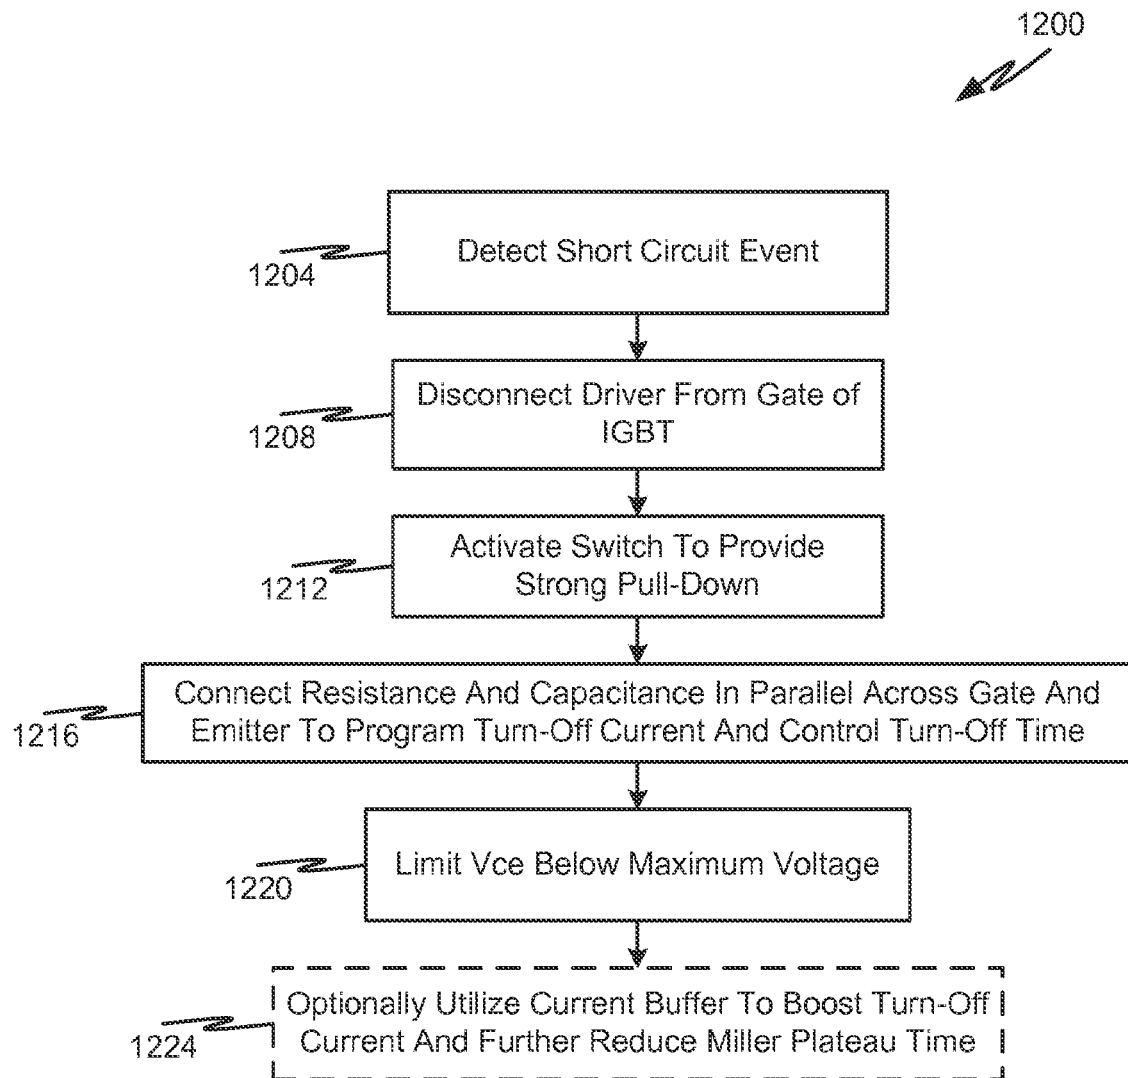 1200
Detect Short Circuit Event
1204
Disconnect Driver From Gate of
IGBT
1208
Activate Switch To Provide
Strong Pull-Down
1212
Connect Resistance And Capacitance In Parallel Across Gate And
Emitter To Program Turn-Off Current And Control Turn-Off Time
1216
Limit Vce Below Maximum Voltage
1220
Optionally Utilize Current Buffer To Boost Turn-Off
Current And Further Reduce Miller Plateau Time
1224